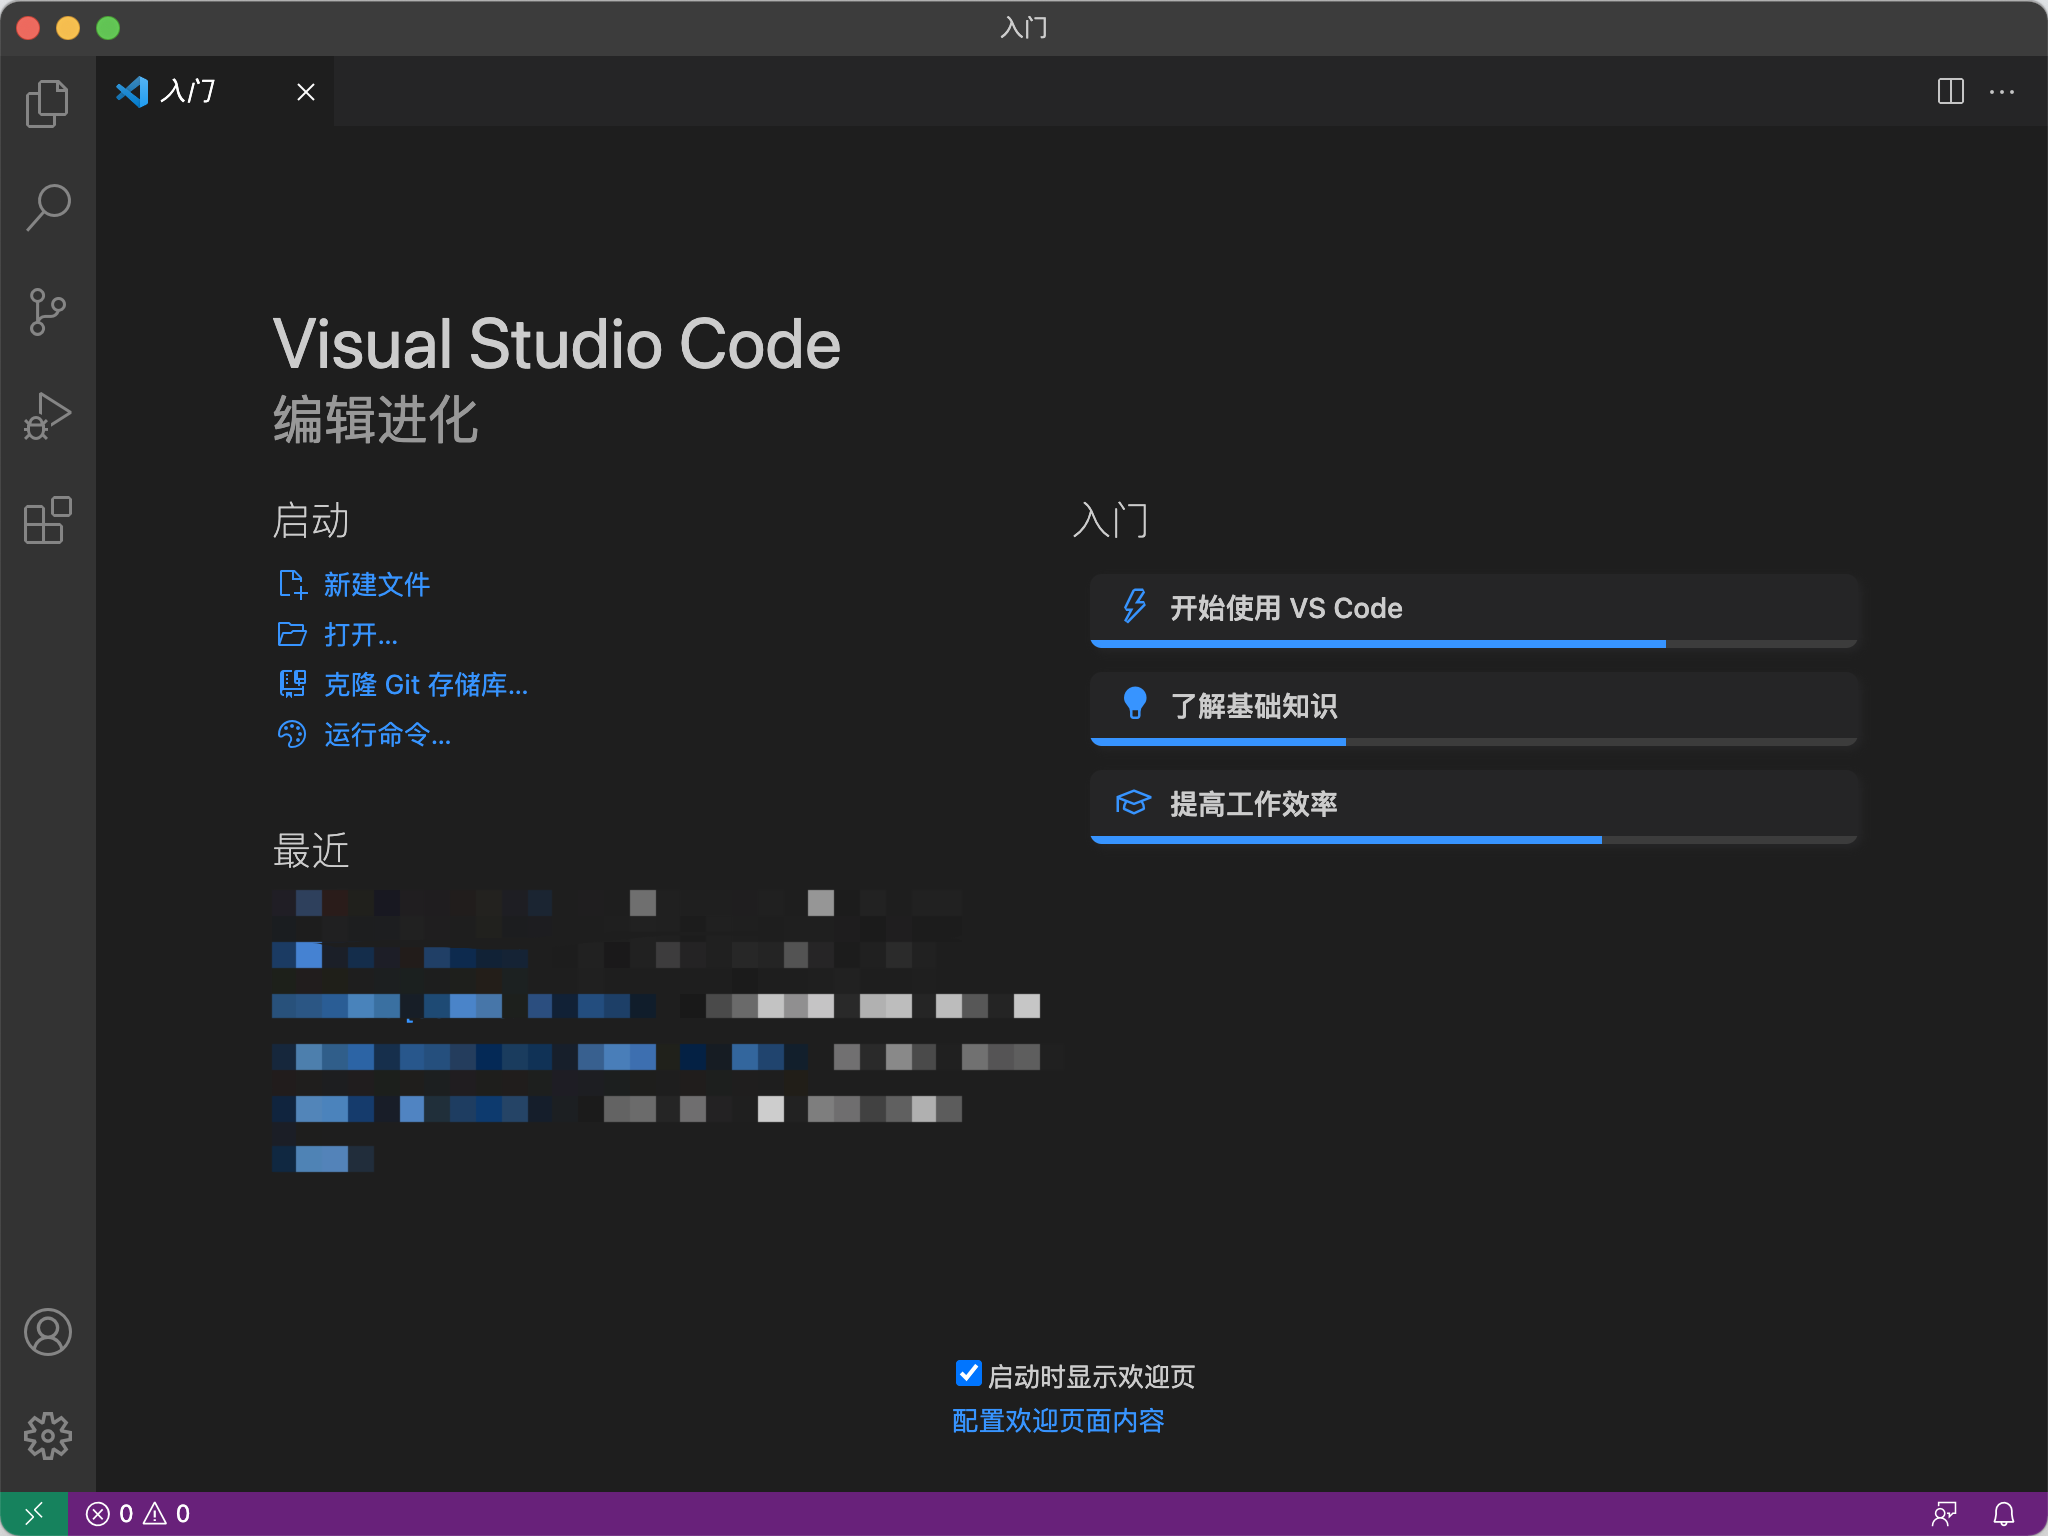 入门
入门
Visual Studio Code
编辑进化
启动
新建文件
打开...
克隆 Git 存储库...
运行命令...
最近
入门
开始使用 VS Code
了解基础知识
提高工作效率
启动时显示欢迎页
配置欢迎页面内容
0 0